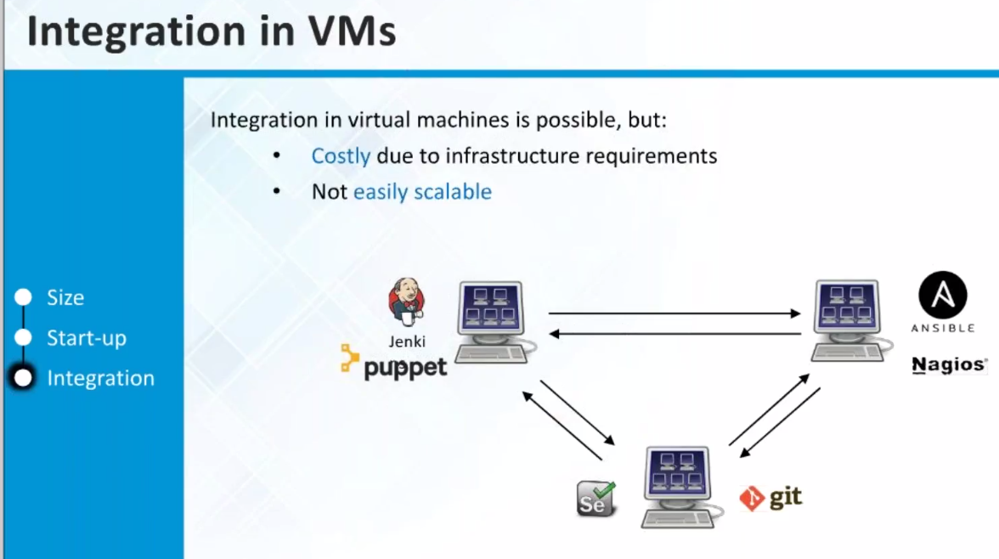 Integration in VMs
Integration in virtual machines is possible, but:
• Costly due to infrastructure requirements
• Not easily scalable
Size
Start-up
Integration
Jenki
puppet
ANSIBLE
Nagios®
Se
git